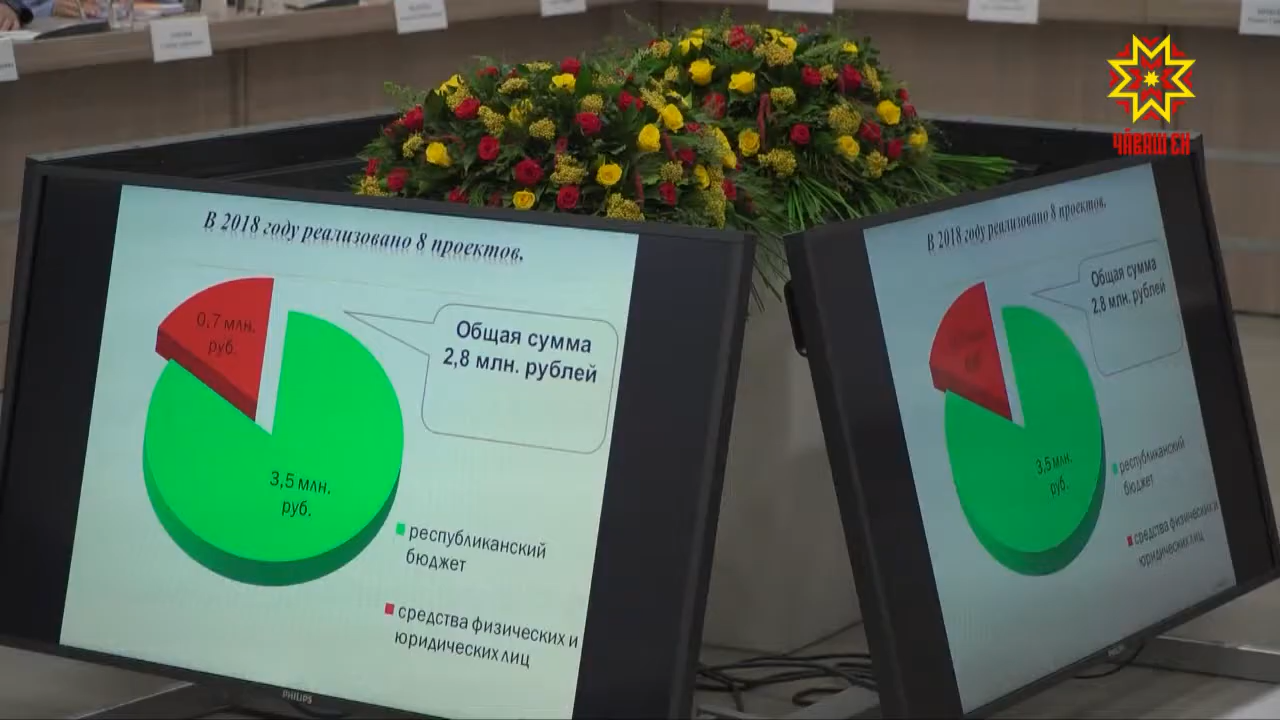 ЧӐВАШ ЕН
В 2018 году реализовано 8 проектов.
0,7 млн.
руб.
Общая сумма
2,8 млн. рублей
3,5 млн.
руб.
республиканский
бюджет
средства физических и
юридических лиц
PHILIPS
В 2018 году реализовано 8 проектов.
Общая сумма
2,8 млн. рублей
3,5 млн.
руб.
республиканский
бюджет
средства физических и
юридических лиц